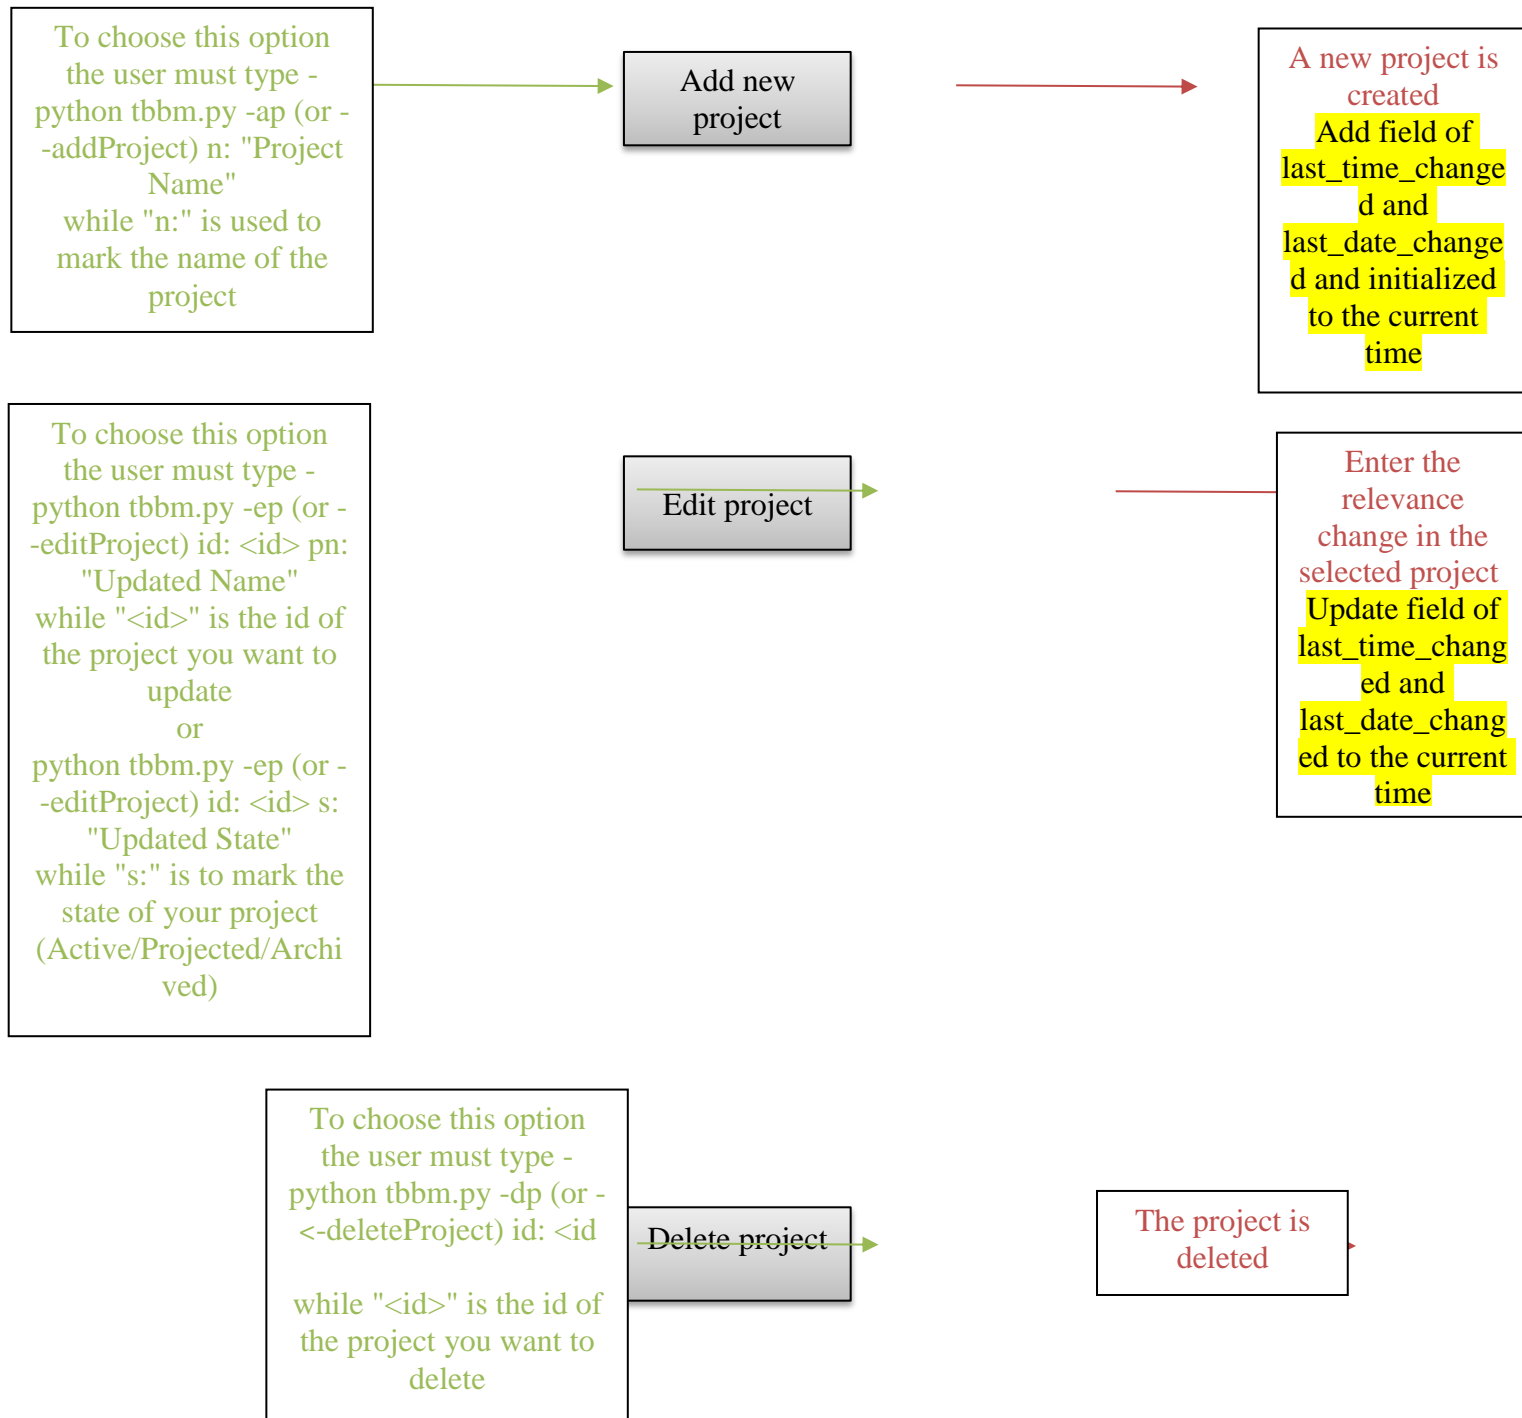 To choose this option
the user must type -
python tbbm.py -ap (or -
-addProject) n: "Project
Name"
while "n:" is used to
mark the name of the
project
Add new
project
A new project is
created
Add field of
last_time_change
d and
last_date_change
d and initialized
to the current
time
To choose this option
the user must type -
python tbbm.py -ep (or -
-editProject) id: <id> pn:
"Updated Name"
while "<id>" is the id of
the project you want to
update
or
python tbbm.py -ep (or -
-editProject) id: <id> s:
"Updated State"
while "s:" is to mark the
state of your project
(Active/Projected/Archi
ved)
Edit project
Enter the
relevance
change in the
selected project
Update field of
last_time_chang
ed and
last_date_chang
ed to the current
time
To choose this option
the user must type -
python tbbm.py -dp (or -
<-deleteProject) id: <id
while "<id>" is the id of
the project you want to
delete
Delete project
The project is
deleted